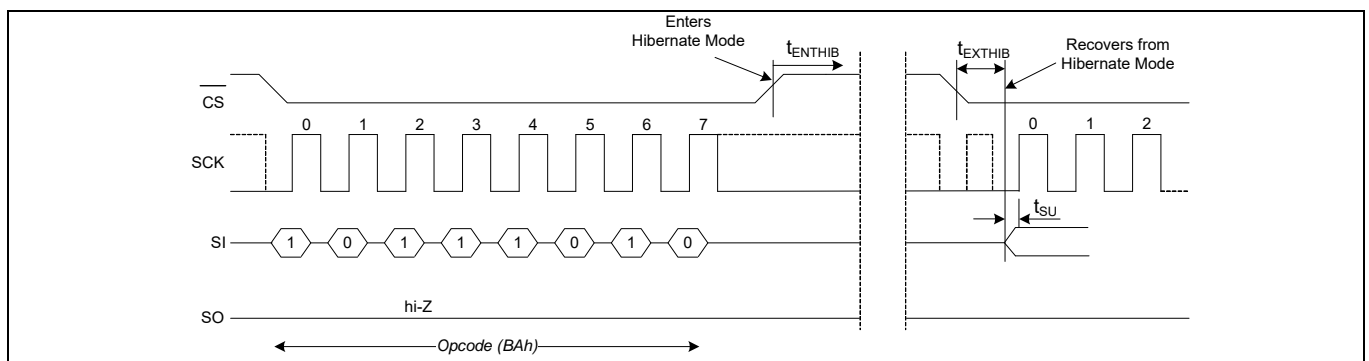 Enters
Hibernate Mode
tENTHIB
tEXTHIB
Recovers from
Hibernate Mode
CS
SCK
0 1 2 3 4 5 6 7 0 1 2
tSU
SI
1 0 1 1 1 0 1 0
hi-Z
SO
Opcode (BAh)